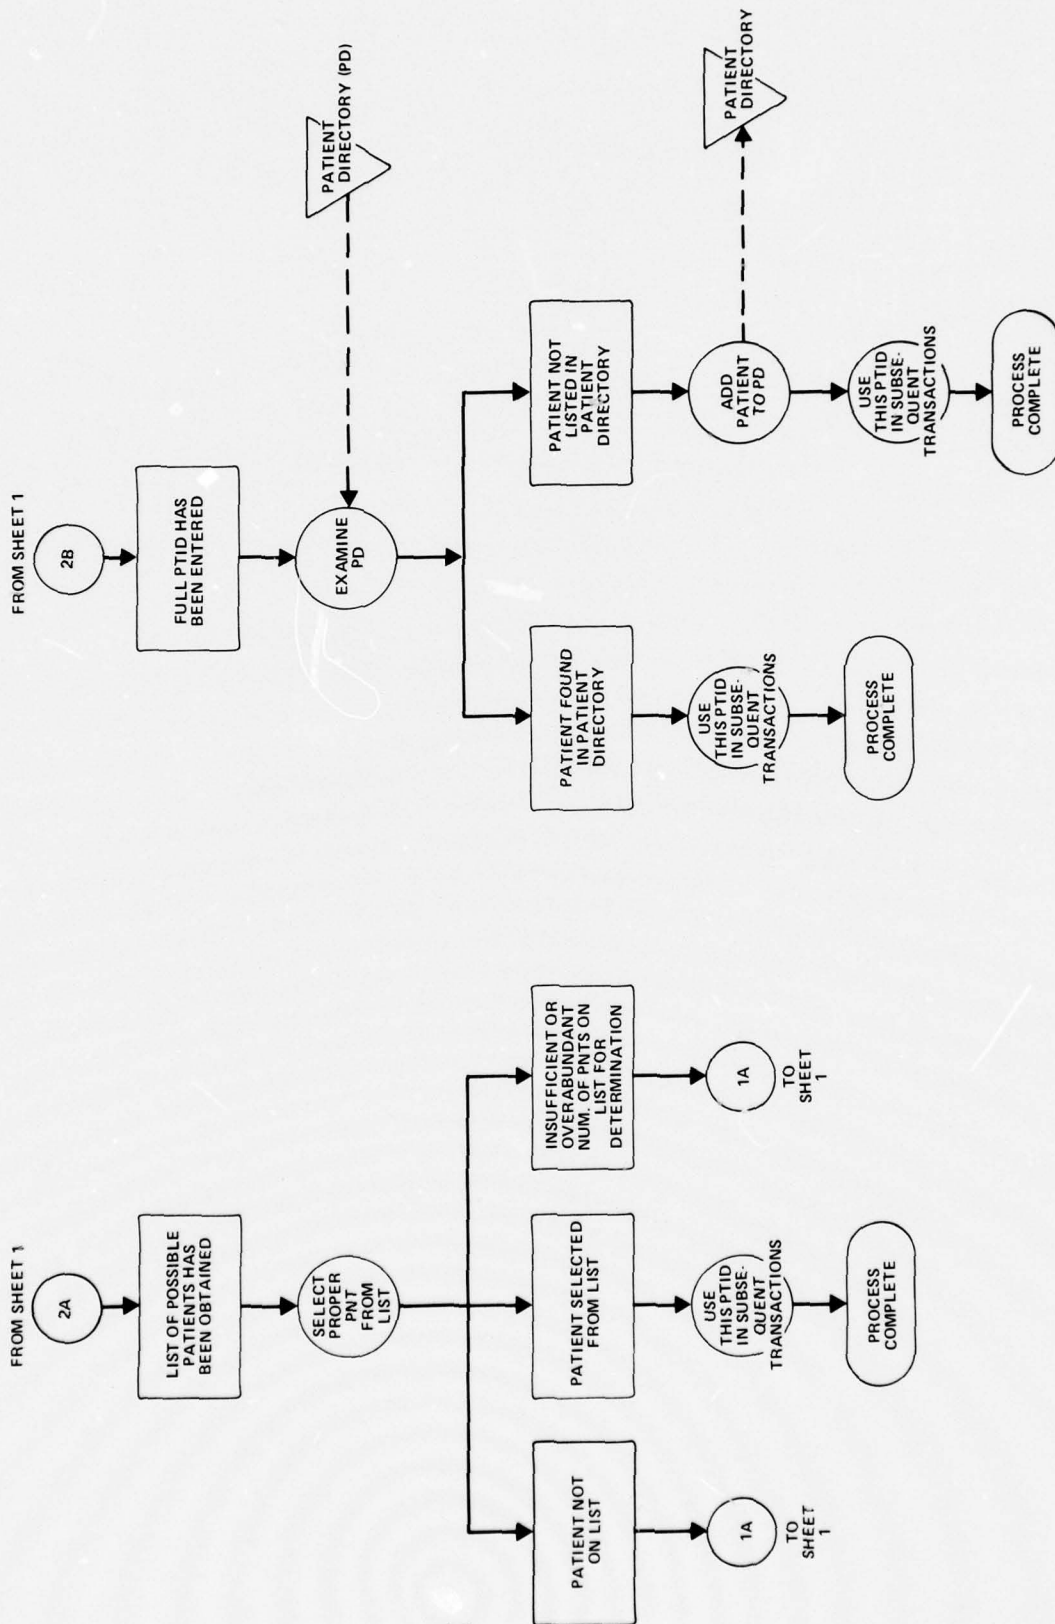 FROM SHEET 1
2A
LIST OF POSSIBLE
PATIENTS HAS
BEEN OBTAINED
SELECT
PROPER
PNT
FROM
LIST
PATIENT NOT
ON LIST
1A
TO
SHEET
1
PATIENT SELECTED
FROM LIST
USE
THIS PTID
IN SUBSE-
QUENT
TRANSACTIONS
PROCESS
COMPLETE
INSUFFICIENT OR
OVERABUNDANT
NUM. OF PNTS ON
LIST FOR
DETERMINATION
1A
TO
SHEET
1
FROM SHEET 1
2B
FULL PTID HAS
BEEN ENTERED
EXAMINE
PD
PATIENT
DIRECTORY (PD)
PATIENT FOUND
IN PATIENT
DIRECTORY
USE
THIS PTID
IN SUBSE-
QUENT
TRANSACTIONS
PROCESS
COMPLETE
PATIENT NOT
LISTED IN
PATIENT
DIRECTORY
ADD
PATIENT
TO PD
PATIENT
DIRECTORY
USE
THIS PTID
IN SUBSE-
QUENT
TRANSACTIONS
PROCESS
COMPLETE